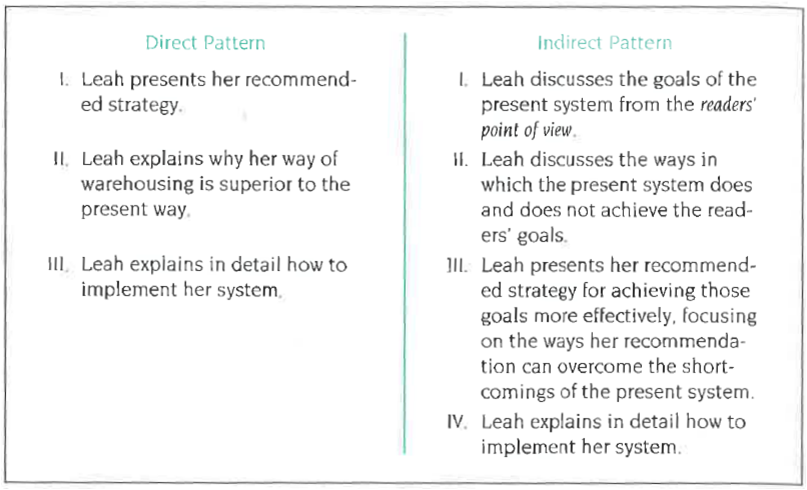 Direct Pattern
I. Leah presents her recommend-
ed strategy.
II. Leah explains why her way of
warehousing is superior to the
present way.
III. Leah explains in detail how to
implement her system.
Indirect Pattern
I. Leah discusses the goals of the
present system from the readers'
point of view.
II. Leah discusses the ways in
which the present system does
and does not achieve the read-
ers' goals.
III. Leah presents her recommend-
ed strategy for achieving those
goals more effectively, focusing
on the ways her recommenda-
tion can overcome the short-
comings of the present system.
IV. Leah explains in detail how to
implement her system.